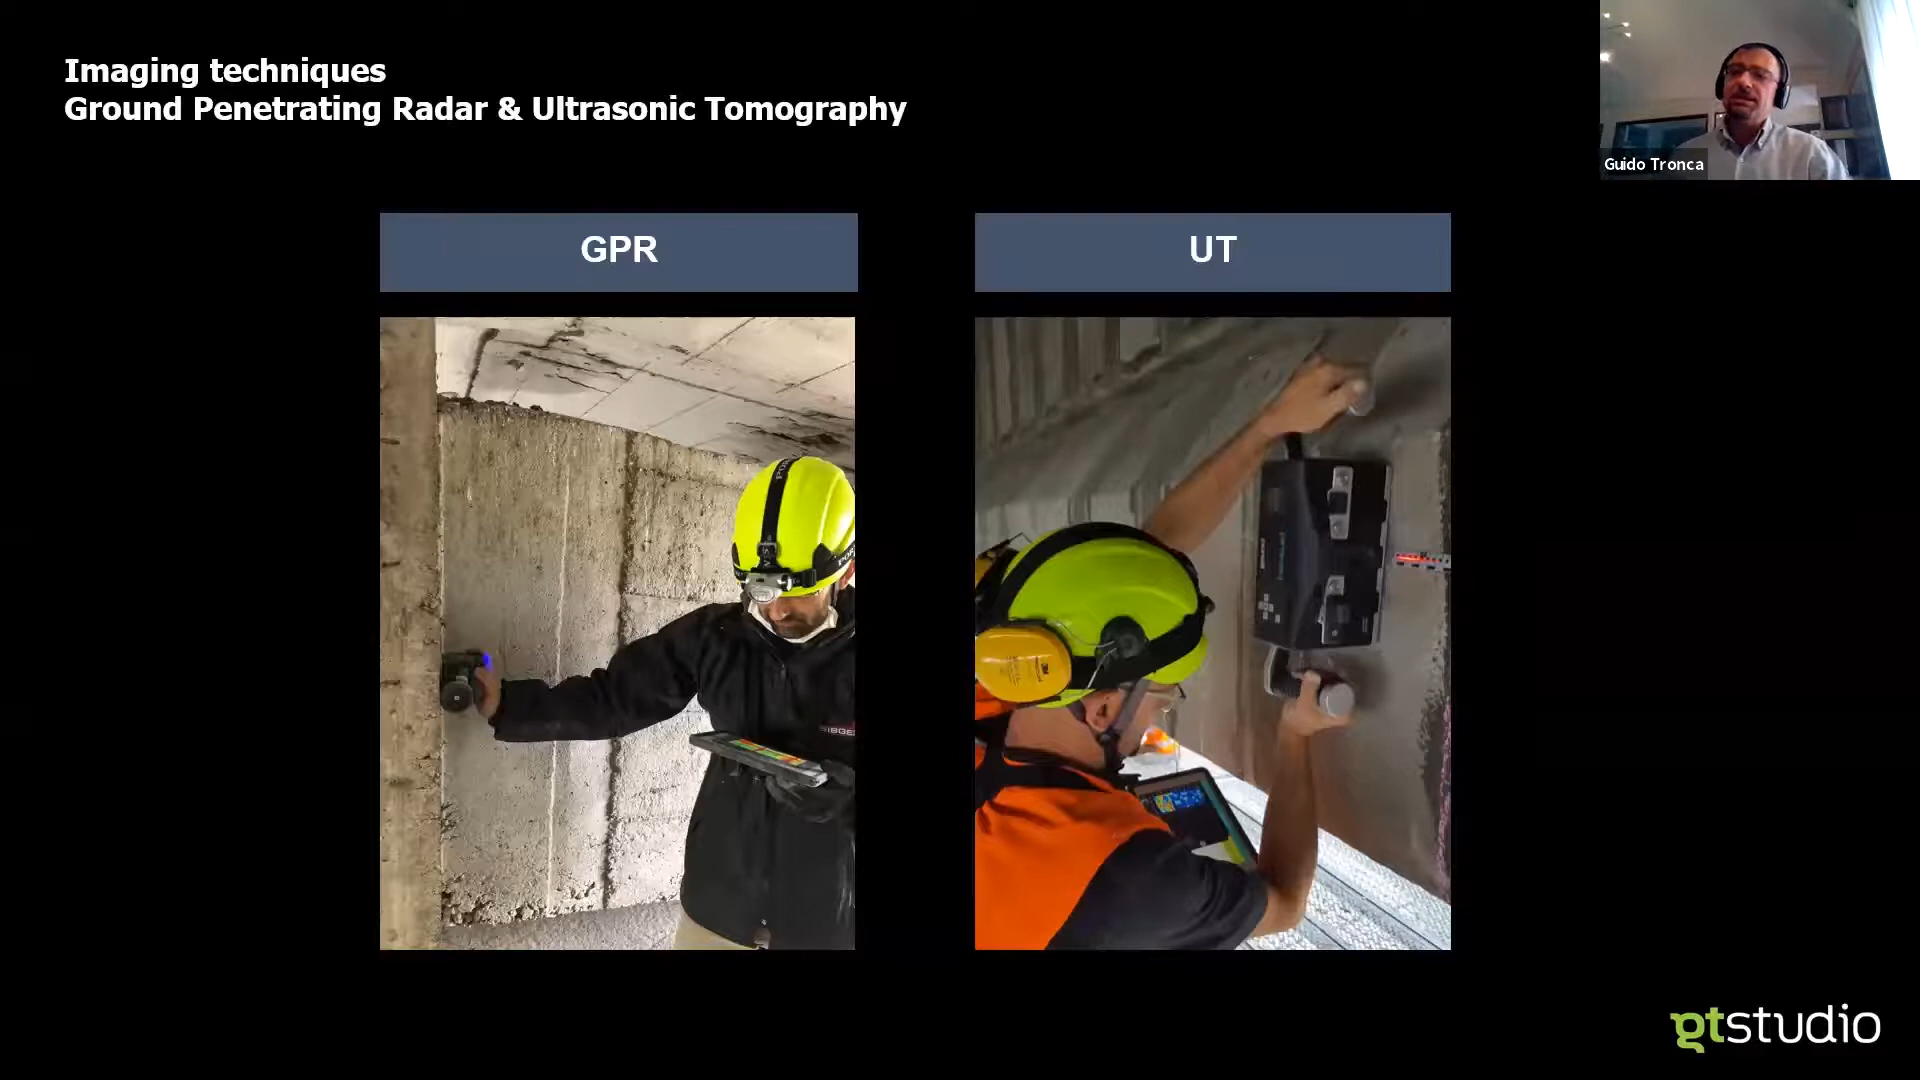 Imaging techniques
Ground Penetrating Radar & Ultrasonic Tomography
Guido Tronca
GPR
UT
gtstudio